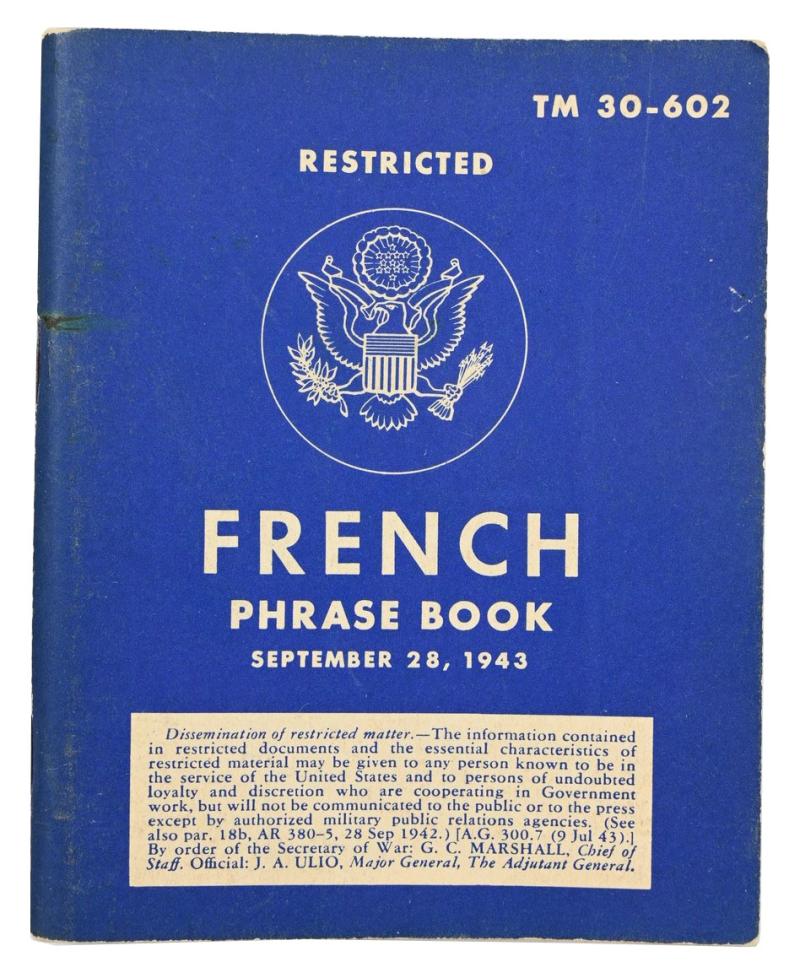 TM 30-602
RESTRICTED
FRENCH
PHRASE BOOK
SEPTEMBER 28, 1943
Dissemination of restricted matter.—The information contained
in restricted documents and the essential characteristics of
restricted material may be given to any person known to be in
the service of the United States and to persons of undoubted
loyalty and discretion who are cooperating in Government
work, but will not be communicated to the public or to the press
except by authorized military public relations agencies. (See
also par. 18b, AR 380-5, 28 Sep 1942.) [A.G. 300.7 (9 Jul 43).]
By order of the Secretary of War: G. C. MARSHALL, Chief of
Staff. Official: J. A. ULIO, Major General, The Adjutant General.